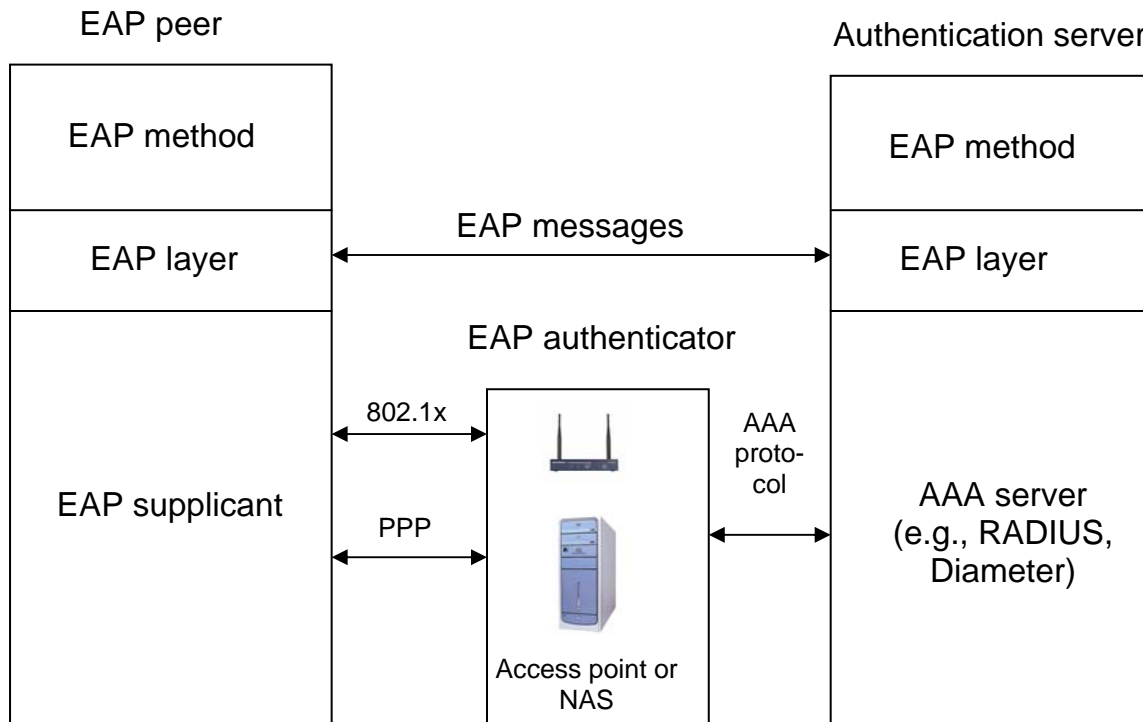 EAP peer
Authentication server
EAP method
EAP method
EAP messages
EAP layer
EAP layer
EAP authenticator
802.1x
AAA
proto-
col
EAP supplicant
PPP
AAA server
(e.g., RADIUS,
Diameter)
Access point or
NAS